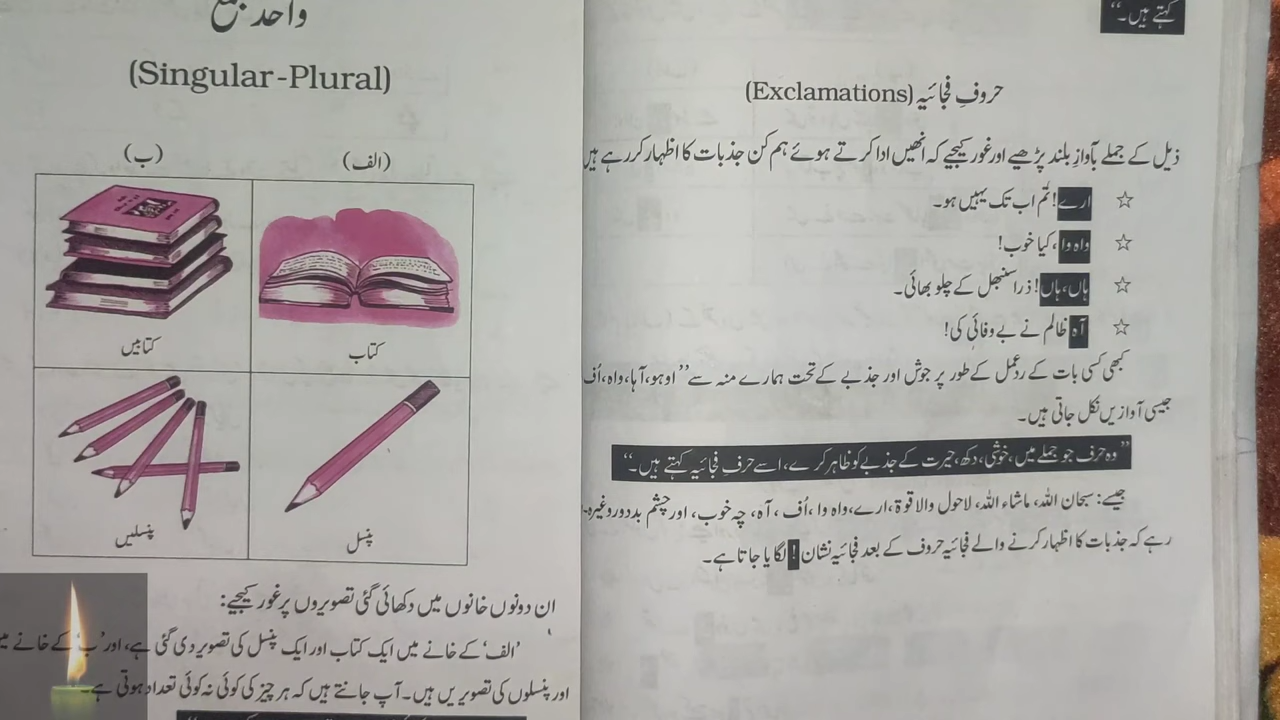 کہتے ہیں۔“
حروفِ فجائیہ (Exclamations)
ذیل کے جملے بآوازِ بلند پڑھیے اور غور کیجیے کہ انھیں ادا کرتے ہوئے ہم کن جذبات کا اظہار کررہے ہیں
☆ ارے! تُم اب تک یہیں ہو۔
☆ واہ وا، کیا خوب!
☆ ہاں، ہاں! ذرا سنبھل کے چلو بھائی۔
☆ آہ ظالم نے بے وفائی کی!
کبھی کسی بات کے ردِعمل کے طور پر جوش اور جذبے کے تحت ہمارے منہ سے ”اوہو، آہا، واہ، اُف
جیسی آوازیں نکل جاتی ہیں۔
”وہ حرف جو جملے میں، خوشی، دکھ، حیرت کے جذبے کو ظاہر کرے، اسے حرفِ فجائیہ کہتے ہیں۔“
جیسے: سبحان اللہ، ماشاء اللہ، لاحول والا قوۃ، ارے، واہ وا، اُف، آہ، چہ خوب، اور چشم بددور وغیرہ۔
رہے کہ جذبات کا اظہار کرنے والے فجائیہ حروف کے بعد فجائیہ نشان ! لگایا جاتا ہے۔
واحد جمع
(Singular-Plural)
(الف) (ب)
کتاب کتابیں
پنسل پنسلیں
ان دونوں خانوں میں دکھائی گئی تصویروں پر غور کیجیے:
’الف‘ کے خانے میں ایک کتاب اور ایک پنسل کی تصویر دی گئی ہے، اور ’ب‘ کے خانے میں
اور پنسلوں کی تصویریں ہیں۔ آپ جانتے ہیں کہ ہر چیز کی کوئی نہ کوئی تعداد ہوتی ہے۔